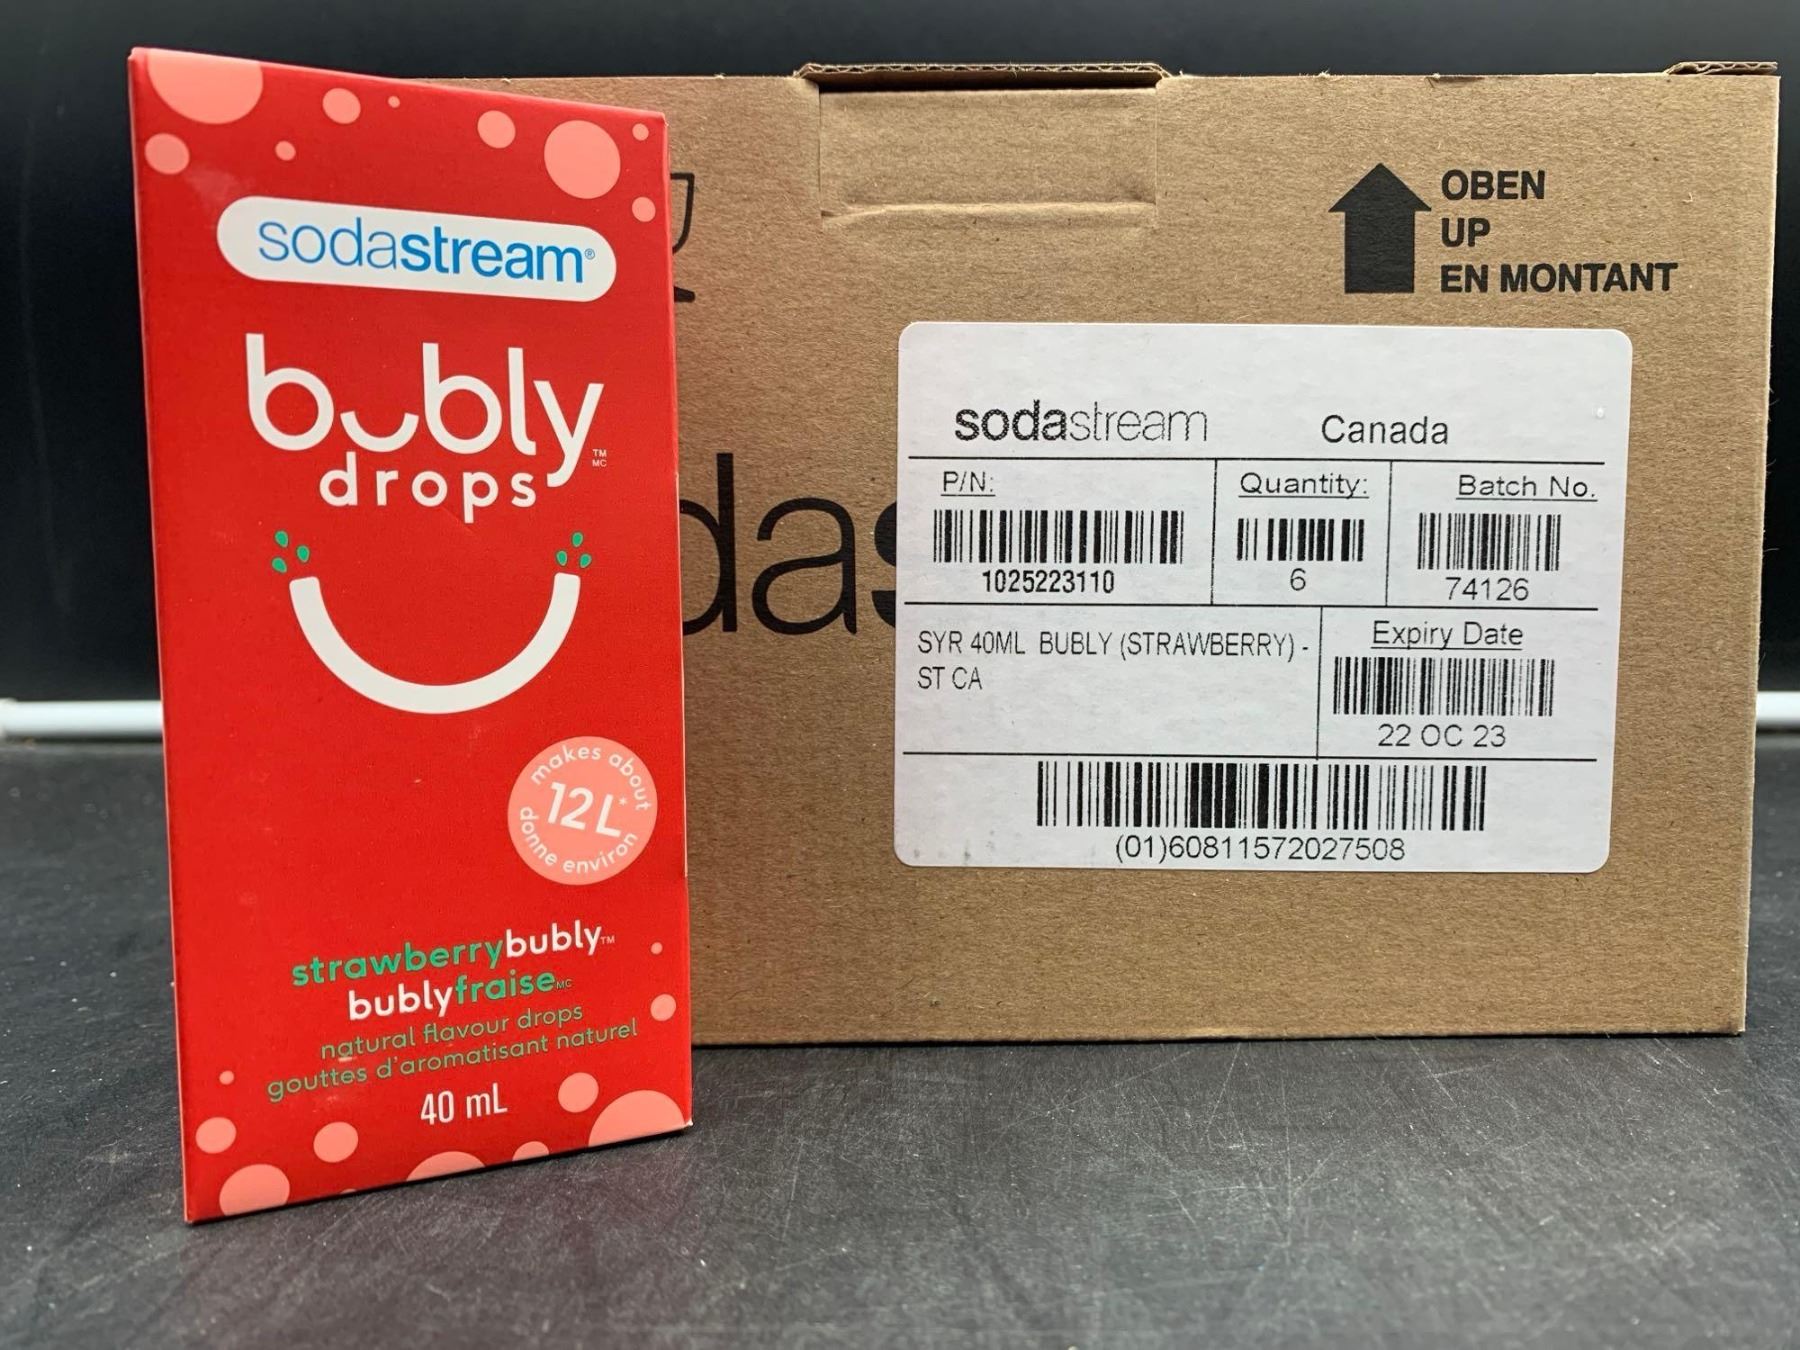 sodastream®
bubly
TM
MC
drops
makes about
12L*
donne environ
strawberrybubly™
bublyfraiseMC
natural flavour drops
gouttes d'aromatisant naturel
40 mL
das
OBEN
UP
EN MONTANT
sodastream Canada
P/N: Quantity: Batch No.
1025223110 6 74126
SYR 40ML BUBLY (STRAWBERRY) -
ST CA
Expiry Date
22 OC 23
(01)60811572027508